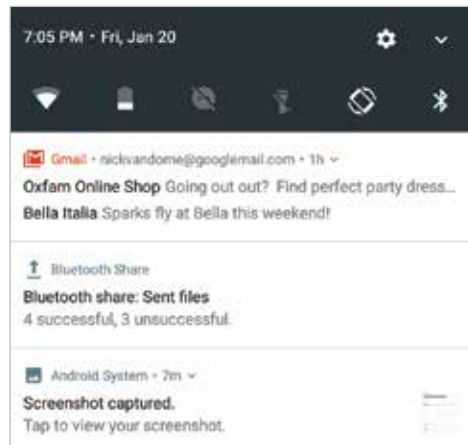 7:05 PM • Fri, Jan 20
Gmail • nickvandome@googlemail.com • 1h
Oxfam Online Shop Going out out? Find perfect party dress...
Bella Italia Sparks fly at Bella this weekend!
Bluetooth Share
Bluetooth share: Sent files
4 successful, 3 unsuccessful.
Android System • 7m
Screenshot captured.
Tap to view your screenshot.